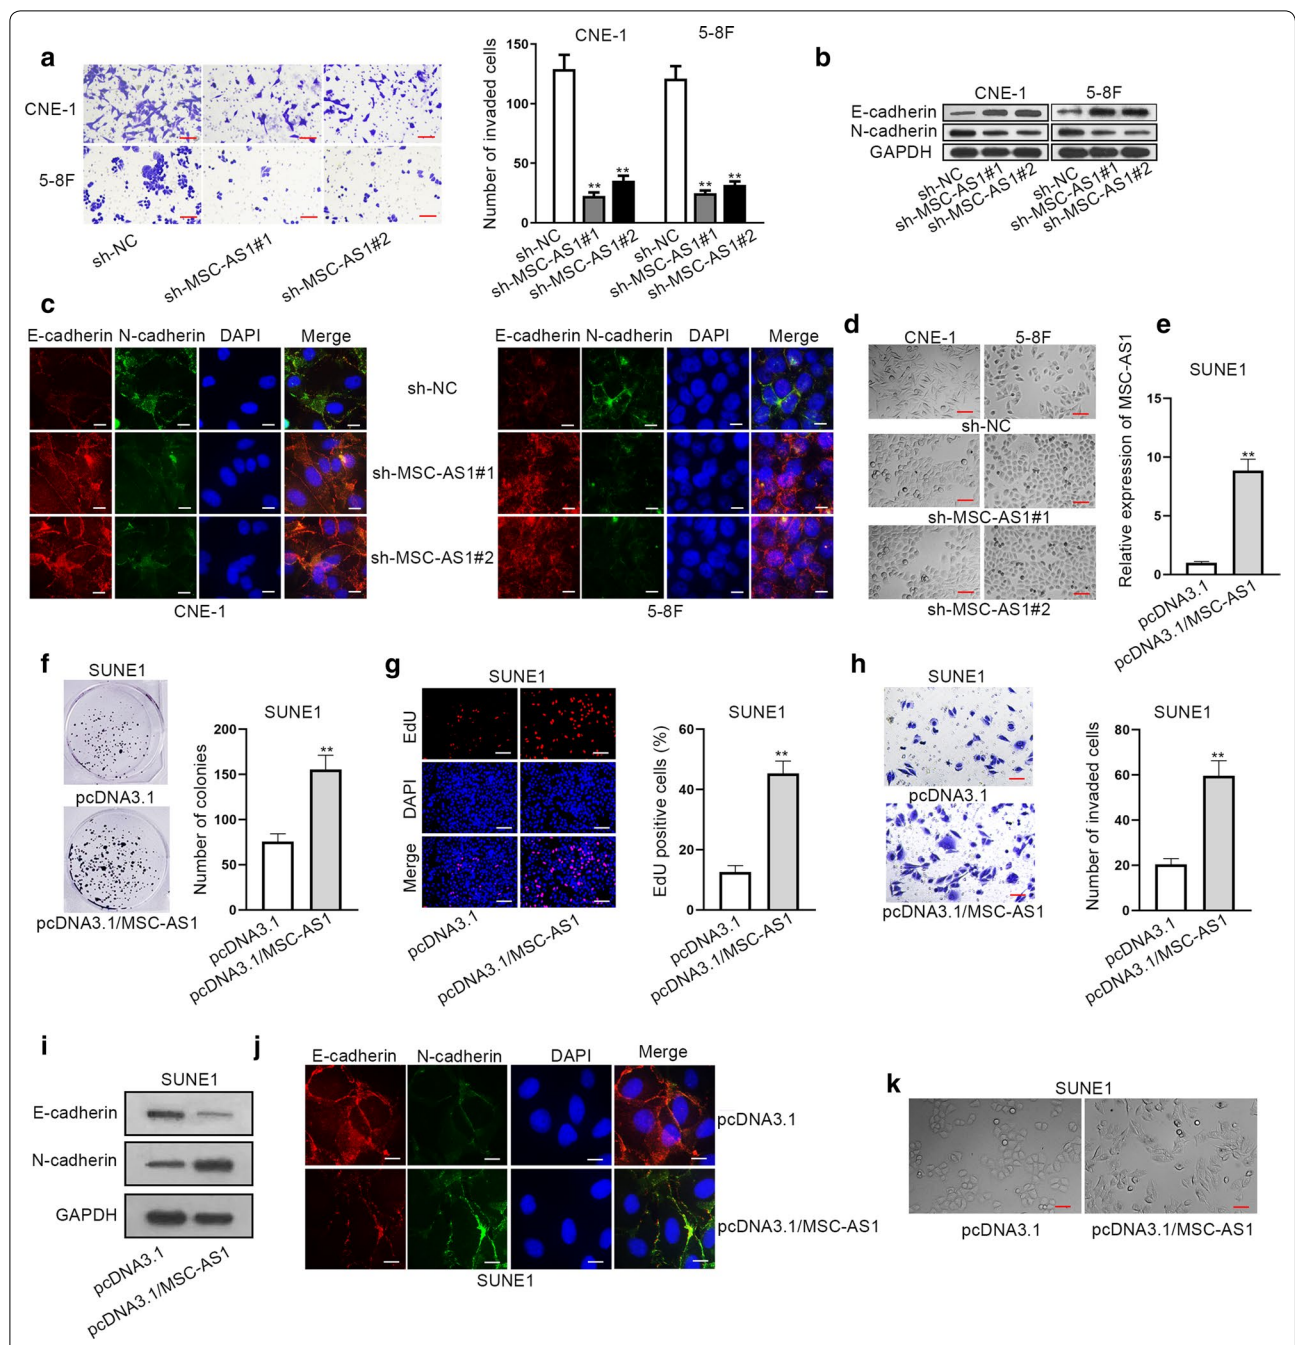 a
CNE-1
5-8F
sh-NC
sh-MSC-AS1#1
sh-MSC-AS1#2
Number of invaded cells
150
100
50
0
CNE-1
5-8F
**
**
**
**
sh-NC
sh-MSC-AS1#1
sh-MSC-AS1#2
sh-NC
sh-MSC-AS1#1
sh-MSC-AS1#2
b
CNE-1
5-8F
E-cadherin
N-cadherin
GAPDH
sh-NC
sh-MSC-AS1#1
sh-MSC-AS1#2
sh-NC
sh-MSC-AS1#1
sh-MSC-AS1#2
c
E-cadherin N-cadherin DAPI Merge
E-cadherin N-cadherin DAPI Merge
sh-NC
sh-MSC-AS1#1
sh-MSC-AS1#2
CNE-1
5-8F
d
CNE-1 5-8F
sh-NC
sh-MSC-AS1#1
sh-MSC-AS1#2
e
SUNE1
Relative expression of MSC-AS1
15
10
5
0
**
pcDNA3.1
pcDNA3.1/MSC-AS1
f
SUNE1
pcDNA3.1
pcDNA3.1/MSC-AS1
SUNE1
Number of colonies
200
150
100
50
0
**
pcDNA3.1
pcDNA3.1/MSC-AS1
g
SUNE1
EdU
DAPI
Merge
pcDNA3.1
pcDNA3.1/MSC-AS1
SUNE1
EdU positive cells (%)
60
40
20
0
**
pcDNA3.1
pcDNA3.1/MSC-AS1
h
SUNE1
pcDNA3.1
pcDNA3.1/MSC-AS1
SUNE1
Number of invaded cells
80
60
40
20
0
**
pcDNA3.1
pcDNA3.1/MSC-AS1
i
SUNE1
E-cadherin
N-cadherin
GAPDH
pcDNA3.1
pcDNA3.1/MSC-AS1
j
E-cadherin N-cadherin DAPI Merge
pcDNA3.1
pcDNA3.1/MSC-AS1
SUNE1
k
SUNE1
pcDNA3.1
pcDNA3.1/MSC-AS1